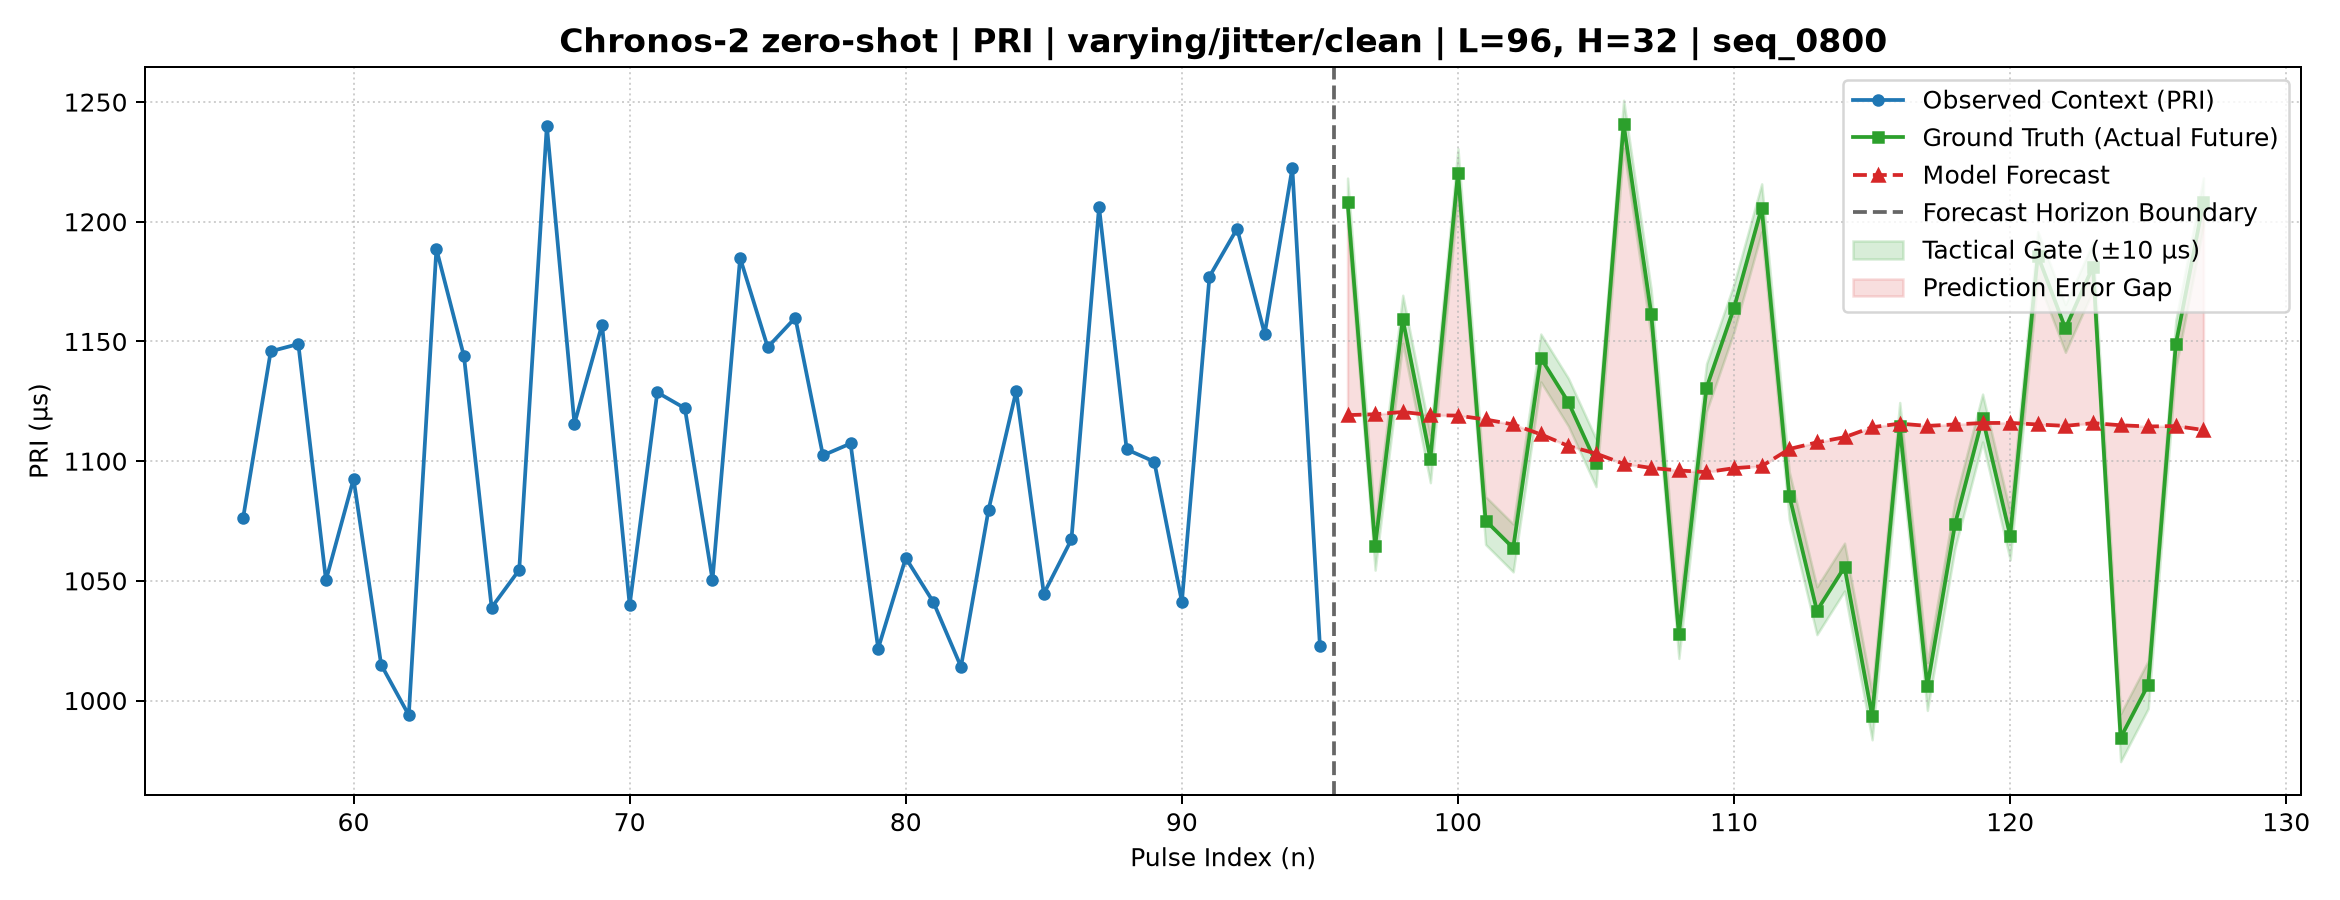 Chronos-2 zero-shot | PRI | varying/jitter/clean | L=96, H=32 | seq_0800
PRI (µs)
1250
1200
1150
1100
1050
1000
Observed Context (PRI)
Ground Truth (Actual Future)
Model Forecast
Forecast Horizon Boundary
Tactical Gate (±10 µs)
Prediction Error Gap
60 70 80 90 100 110 120 130
Pulse Index (n)